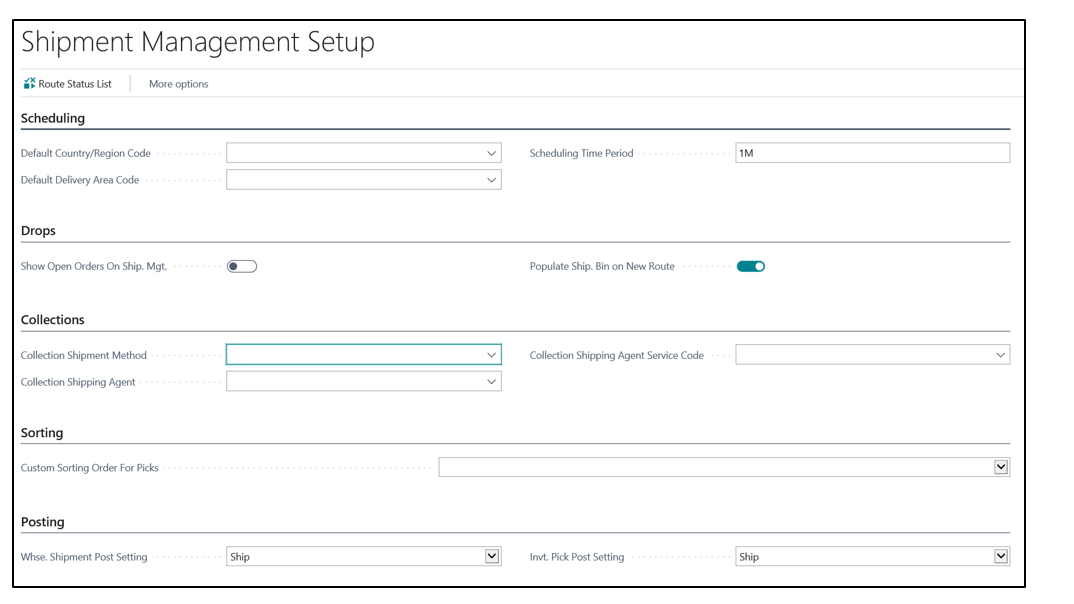 Shipment Management Setup
Route Status List More options
Scheduling
Default Country/Region Code Scheduling Time Period 1M
Default Delivery Area Code
Drops
Show Open Orders On Ship. Mgt. Populate Ship. Bin on New Route
Collections
Collection Shipment Method Collection Shipping Agent Service Code
Collection Shipping Agent
Sorting
Custom Sorting Order For Picks
Posting
Whse. Shipment Post Setting Ship Invt. Pick Post Setting Ship